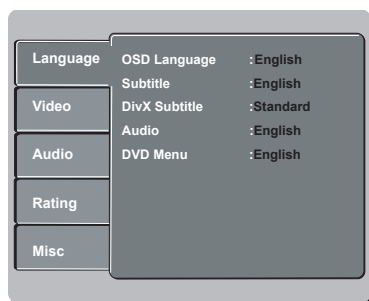 Language
Video
Audio
Rating
Misc
OSD Language :English
Subtitle :English
DivX Subtitle :Standard
Audio :English
DVD Menu :English